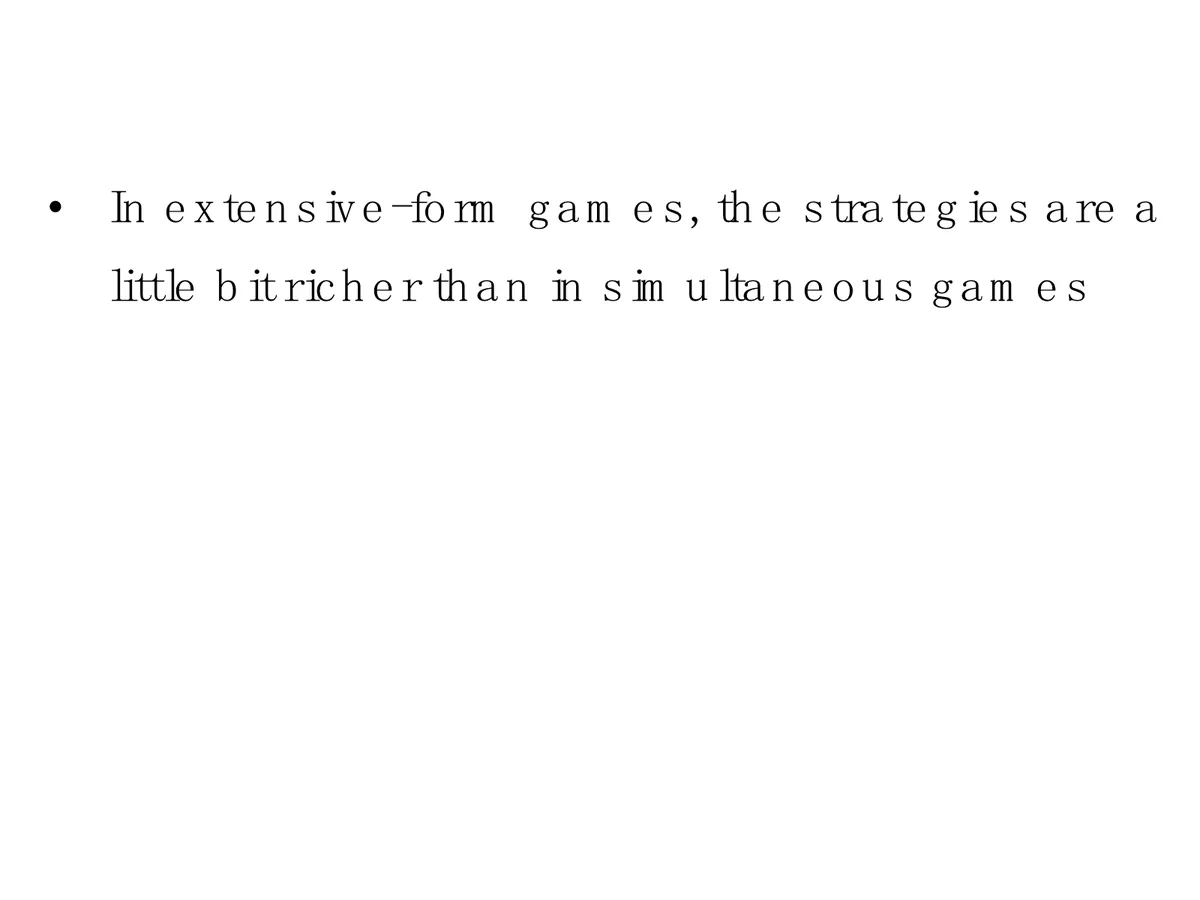 • In extensive-form games, the strategies are a
little bit richer than in simultaneous games